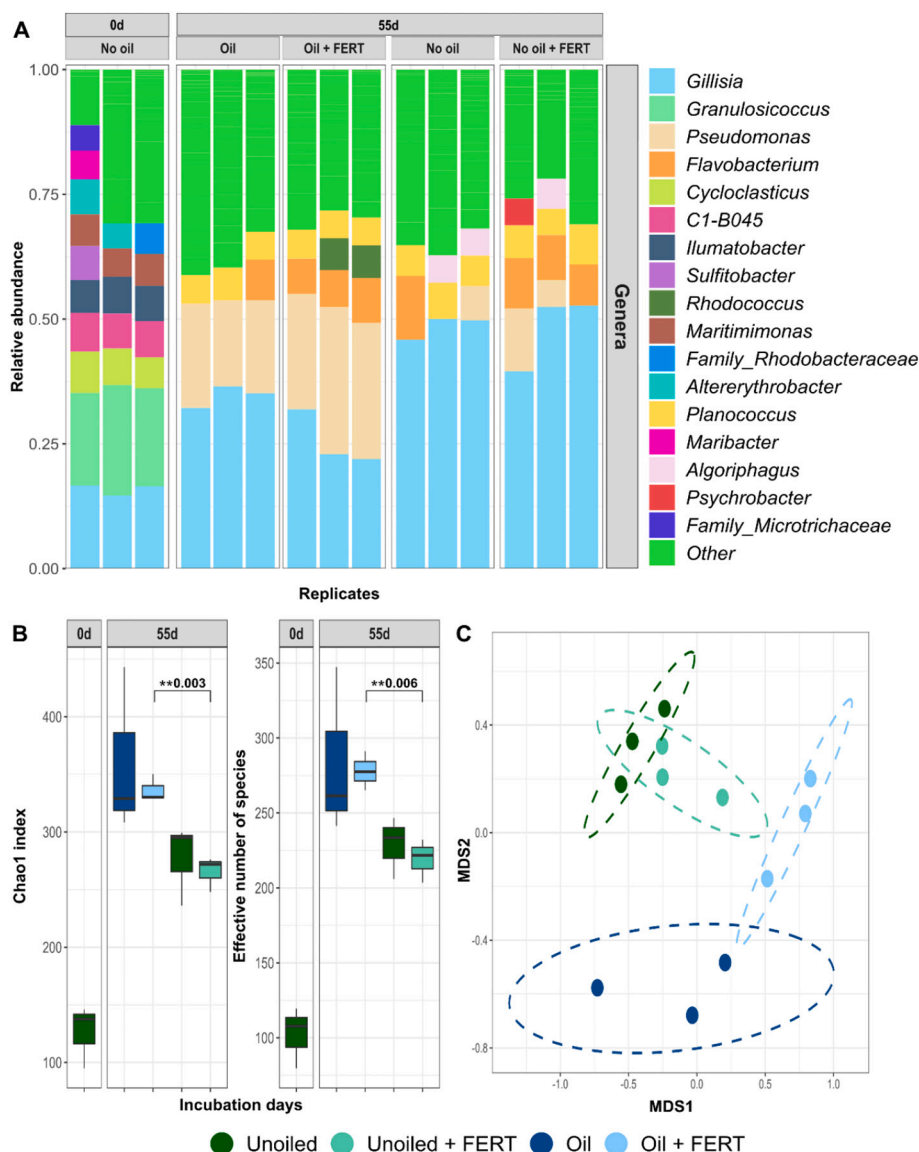 A
0d
55d
No oil
Oil
Oil + FERT
No oil
No oil + FERT
Relative abundance
1.00
0.75
0.50
0.25
0.00
Genera
Replicates
Gillisia
Granulosicoccus
Pseudomonas
Flavobacterium
Cycloclasticus
C1-B045
Ilumatobacter
Sulfitobacter
Rhodococcus
Maritimimonas
Family_Rhodobacteraceae
Altererythrobacter
Planococcus
Maribacter
Algoriphagus
Psychrobacter
Family_Microtrichaceae
Other
B
0d
55d
**0.003
Chao1 index
400
300
200
100
0d
55d
**0.006
Effective number of species
350
300
250
200
150
100
Incubation days
C
MDS2
0.4
0.0
-0.4
-0.8
-1.0
-0.5
0.0
0.5
1.0
MDS1
Unoiled
Unoiled + FERT
Oil
Oil + FERT